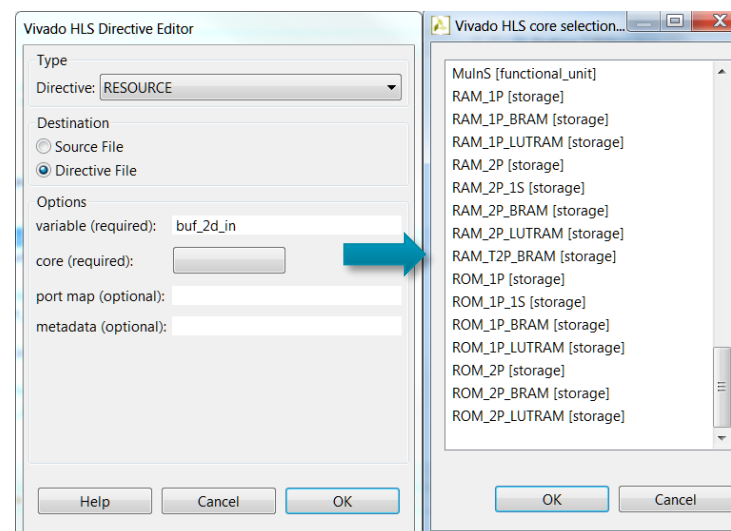 Vivado HLS Directive Editor
Type
Directive: RESOURCE
Destination
Source File
Directive File
Options
variable (required): buf_2d_in
core (required):
port map (optional):
metadata (optional):
Help Cancel OK
Vivado HLS core selection...
MulnS [functional_unit]
RAM_1P [storage]
RAM_1P_BRAM [storage]
RAM_1P_LUTRAM [storage]
RAM_2P [storage]
RAM_2P_1S [storage]
RAM_2P_BRAM [storage]
RAM_2P_LUTRAM [storage]
RAM_T2P_BRAM [storage]
ROM_1P [storage]
ROM_1P_1S [storage]
ROM_1P_BRAM [storage]
ROM_1P_LUTRAM [storage]
ROM_2P [storage]
ROM_2P_BRAM [storage]
ROM_2P_LUTRAM [storage]
OK Cancel